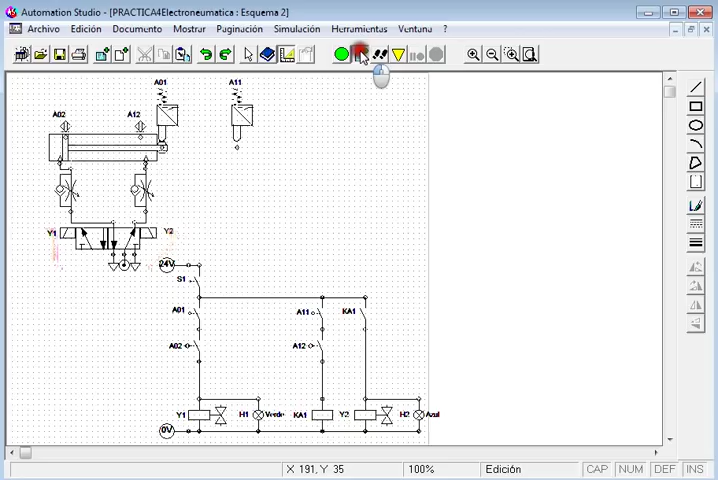 Automation Studio - [PRACTICA4Electroneumatica : Esquema 2]
Archivo Edición Documento Mostrar Paginación Simulación Herramientas Ventana ?
A01 A11
A02 A12
Y1 Y2
24V
S1
A01 A11 KA1
A02 A12
Y1 H1 Verde KA1 Y2 H2 Azul
0V
X 191, Y 35 100% Edición CAP NUM DEF INS